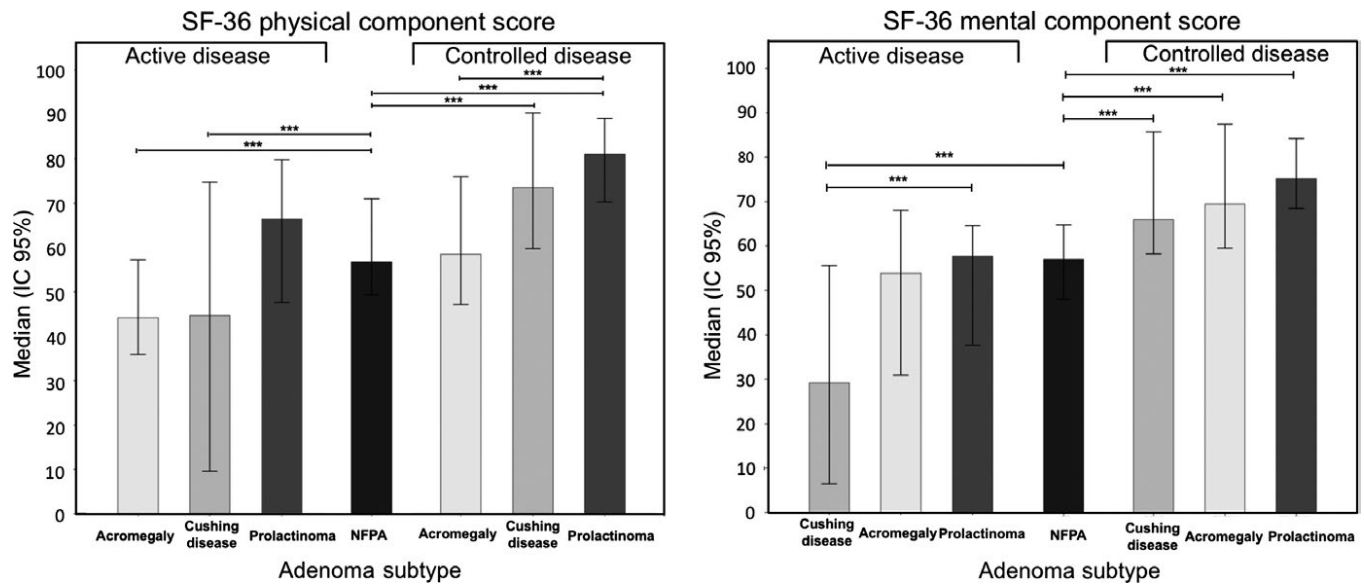 SF-36 physical component score
Active disease
Controlled disease
100
90
80
70
60
50
40
30
20
10
0
Median (IC 95%)
***
***
***
***
***
Acromegaly
Cushing
disease
Prolactinoma
NFPA
Acromegaly
Cushing
disease
Prolactinoma
Adenoma subtype
SF-36 mental component score
Active disease
Controlled disease
100
90
80
70
60
50
40
30
20
10
0
Median (IC 95%)
***
***
***
***
***
Cushing
disease
Acromegaly
Prolactinoma
NFPA
Cushing
disease
Acromegaly
Prolactinoma
Adenoma subtype